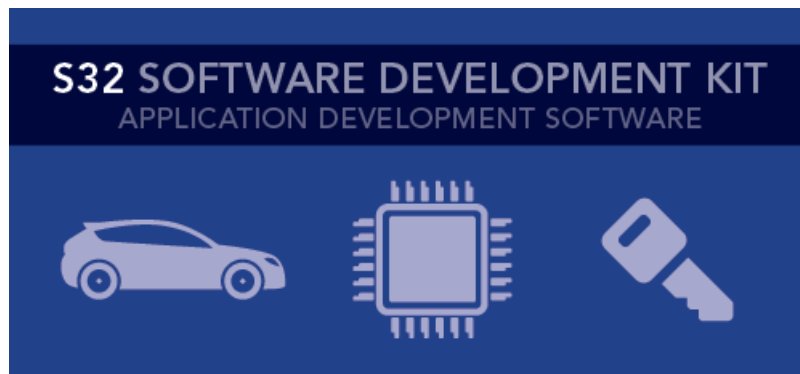 S32 SOFTWARE DEVELOPMENT KIT
APPLICATION DEVELOPMENT SOFTWARE